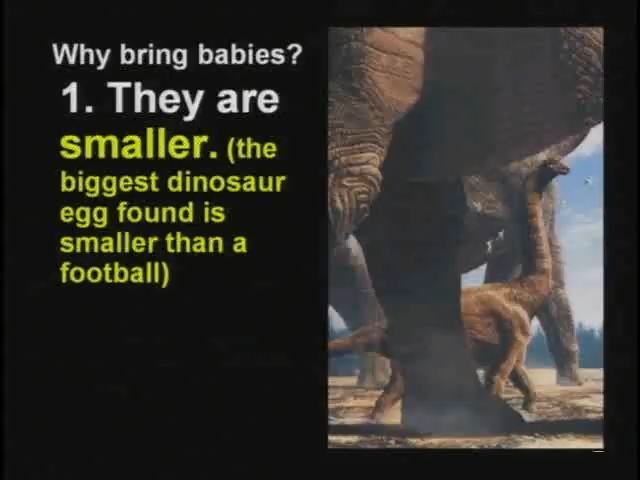 Why bring babies?
1. They are
smaller. (the
biggest dinosaur
egg found is
smaller than a
football)